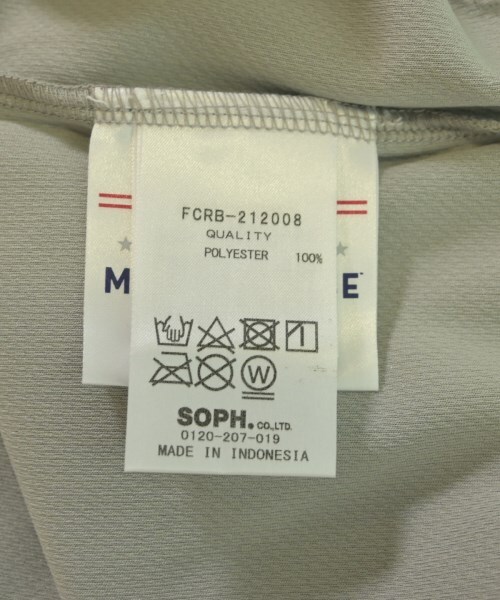 FCRB-212008
QUALITY
POLYESTER 100%
W
SOPH. CO.,LTD.
0120-207-019
MADE IN INDONESIA